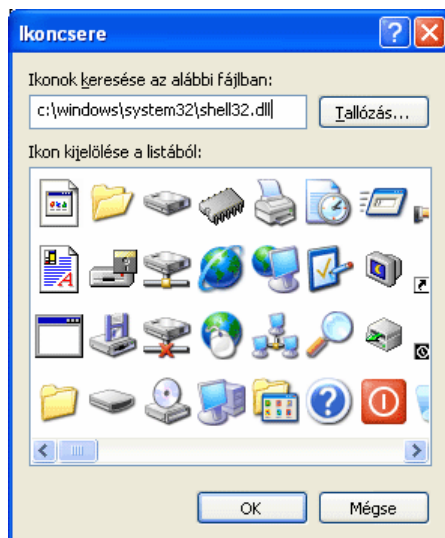 Ikoncsere
Ikonok keresése az alábbi fájlban:
c:\windows\system32\shell32.dll
Tallózás...
Ikon kijelölése a listából:
OK
Mégse